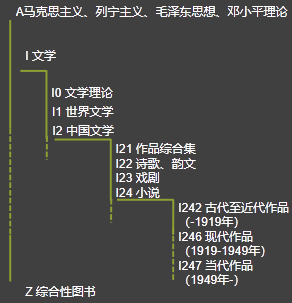 A马克思主义、列宁主义、毛泽东思想、邓小平理论
I 文学
I0 文学理论
I1 世界文学
I2 中国文学
I21 作品综合集
I22 诗歌、韵文
I23 戏剧
I24 小说
I242 古代至近代作品
(-1919年)
I246 现代作品
(1919-1949年)
I247 当代作品
(1949年-)
Z 综合性图书